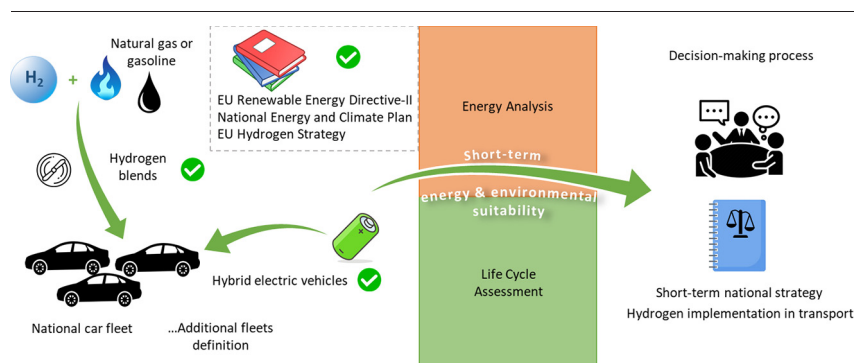 Natural gas or
gasoline
H2
+
Hydrogen
blends
EU Renewable Energy Directive-II
National Energy and Climate Plan
EU Hydrogen Strategy
Hybrid electric vehicles
National car fleet
...Additional fleets
definition
Energy Analysis
Short-term
energy & environmental
suitability
Life Cycle
Assessment
Decision-making process
Short-term national strategy
Hydrogen implementation in transport